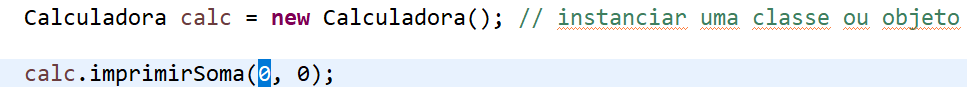 Calculadora calc = new Calculadora(); // instanciar uma classe ou objeto
calc.imprimirSoma(0, 0);